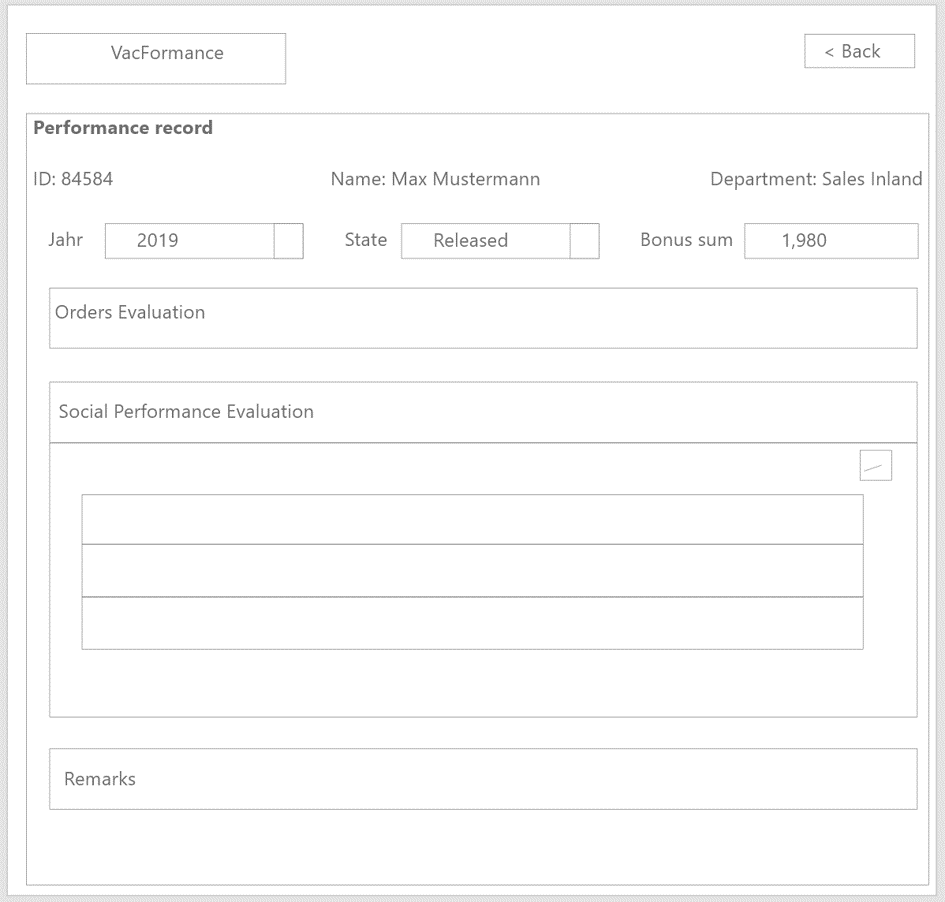 VacFormance
< Back
Performance record
ID: 84584 Name: Max Mustermann Department: Sales Inland
Jahr 2019 State Released Bonus sum 1,980
Orders Evaluation
Social Performance Evaluation
Remarks